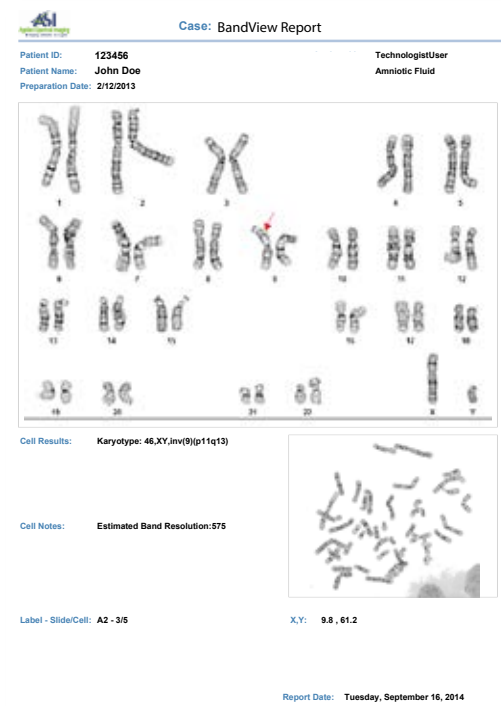 ASI
Case: BandView Report
Patient ID: 123456 TechnologistUser
Patient Name: John Doe Amniotic Fluid
Preparation Date: 2/12/2013
1 2 3 4 5
6 7 8 9 10 11 12
13 14 15 16 17 18
19 20 21 22 X Y
Cell Results: Karyotype: 46,XY,inv(9)(p11q13)
Cell Notes: Estimated Band Resolution:575
Label - Slide/Cell: A2 - 3/5 X,Y: 9.8 , 61.2
Report Date: Tuesday, September 16, 2014